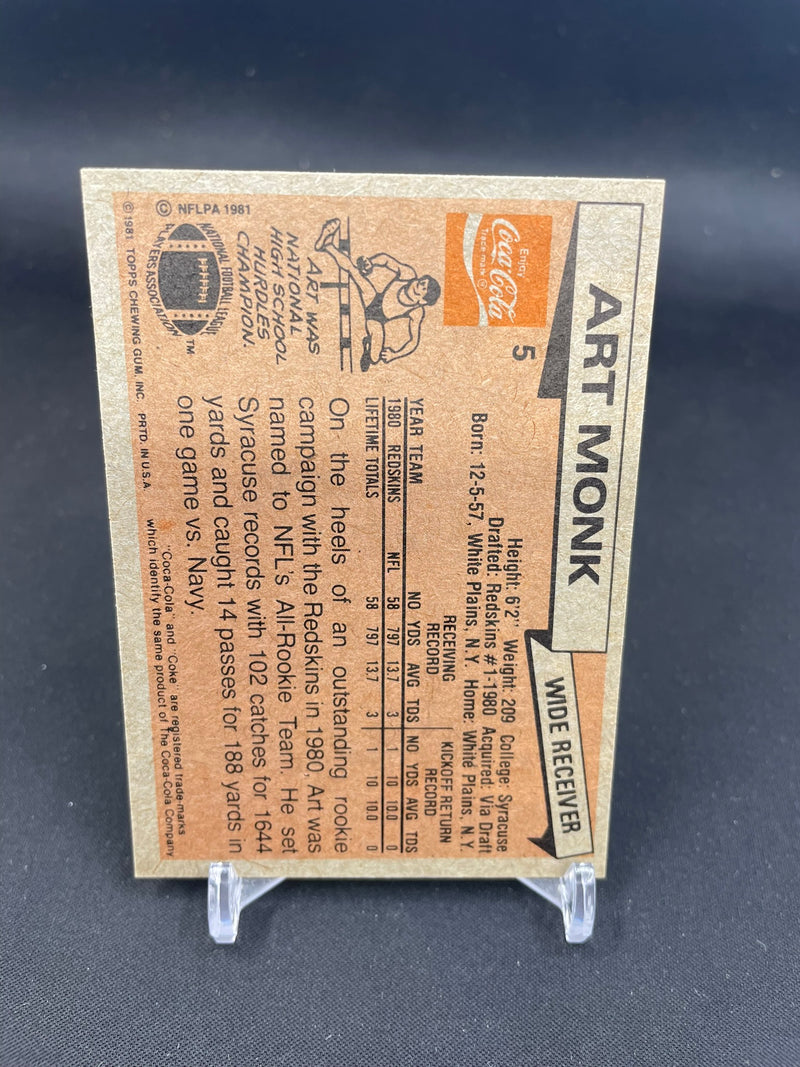 ART MONK
WIDE RECEIVER
Enjoy
Coca-Cola
Trade-mark ®
5
Height: 6'2" Weight: 209 College: Syracuse
Drafted: Redskins #1-1980 Acquired: Via Draft
Born: 12-5-57, White Plains, N.Y. Home: White Plains, N.Y.
RECEIVING RECORD KICKOFF RETURN RECORD
YEAR TEAM NO YDS AVG TDS NO YDS AVG TDS
1980 REDSKINS NFL 58 797 13.7 3 1 10 10.0 0
LIFETIME TOTALS 58 797 13.7 3 1 10 10.0 0
ART WAS
NATIONAL
HIGH SCHOOL
HURDLES
CHAMPION.
On the heels of an outstanding rookie
campaign with the Redskins in 1980, Art was
named to NFL's All-Rookie Team. He set
Syracuse records with 102 catches for 1644
yards and caught 14 passes for 188 yards in
one game vs. Navy.
© NFLPA 1981
NATIONAL FOOTBALL LEAGUE
PLAYERS ASSOCIATION
TM
"Coca-Cola" and "Coke" are registered trade-marks
which identify the same product of The Coca-Cola Company
© 1981 TOPPS CHEWING GUM, INC. PRTD. IN U.S.A.